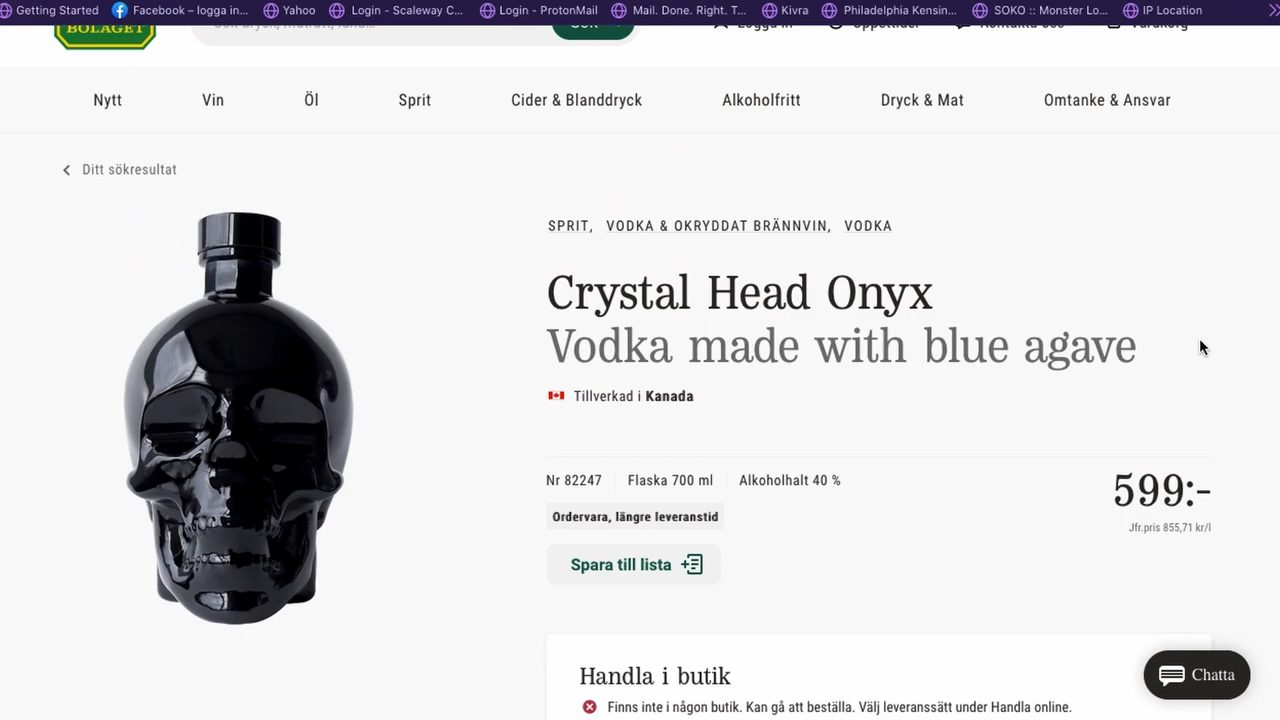 Getting Started Facebook – logga in... Yahoo Login - Scaleway C... Login - ProtonMail Mail. Done. Right. T... Kivra Philadelphia Kensin... SOKO :: Monster Lo... IP Location
BOLAGET
Nytt Vin Öl Sprit Cider & Blanddryck Alkoholfritt Dryck & Mat Omtanke & Ansvar
Ditt sökresultat
SPRIT, VODKA & OKRYDDAT BRÄNNVIN, VODKA
Crystal Head Onyx
Vodka made with blue agave
Tillverkad i Kanada
Nr 82247 Flaska 700 ml Alkoholhalt 40 %
599:-
Ordervara, längre leveranstid
Jfr.pris 855,71 kr/l
Spara till lista
Handla i butik
Finns inte i någon butik. Kan gå att beställa. Välj leveranssätt under Handla online.
Chatta